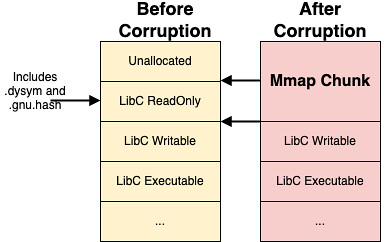 Before
Corruption
After
Corruption
Includes
.dysym and
.gnu.hash
Unallocated
LibC ReadOnly
LibC Writable
LibC Executable
...
Mmap Chunk
LibC Writable
LibC Executable
...